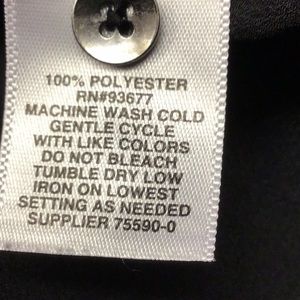 100% POLYESTER
RN#93677
MACHINE WASH COLD
GENTLE CYCLE
WITH LIKE COLORS
DO NOT BLEACH
TUMBLE DRY LOW
IRON ON LOWEST
SETTING AS NEEDED
SUPPLIER 75590-0